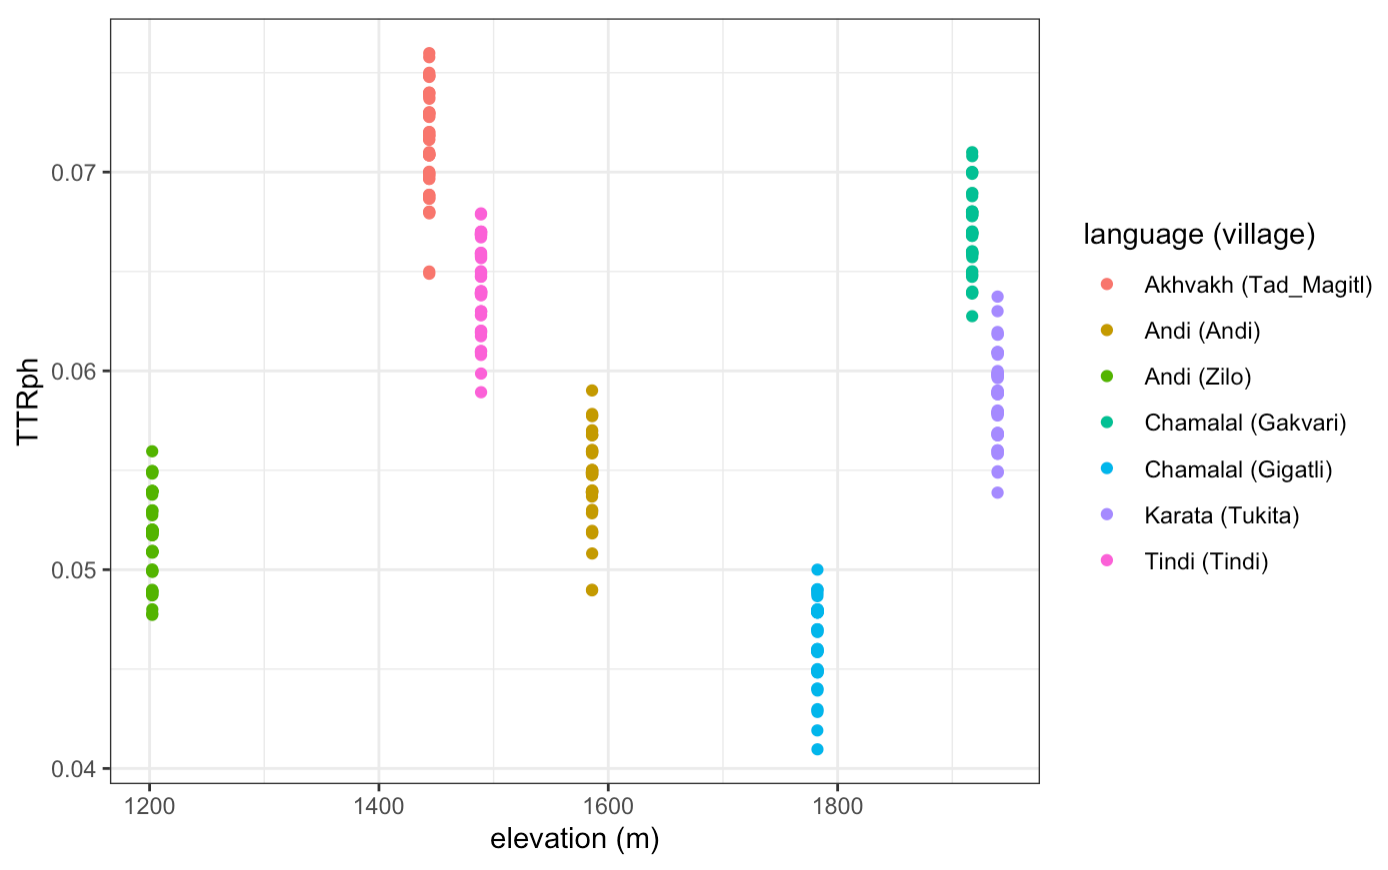 TTRph
0.07
0.06
0.05
0.04
1200
1400
1600
1800
elevation (m)
language (village)
Akhvakh (Tad_Magitl)
Andi (Andi)
Andi (Zilo)
Chamalal (Gakvari)
Chamalal (Gigatli)
Karata (Tukita)
Tindi (Tindi)